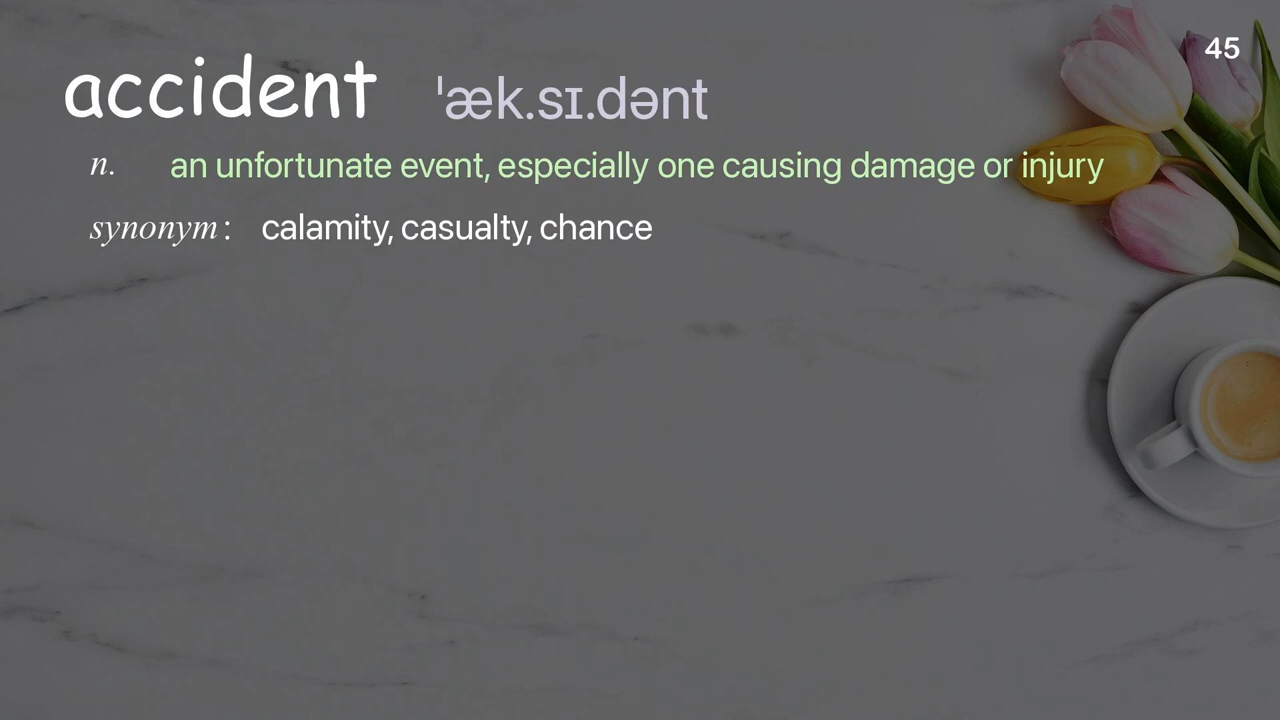 45
accident ˈæk.sɪ.dənt
n. an unfortunate event, especially one causing damage or injury
synonym: calamity, casualty, chance